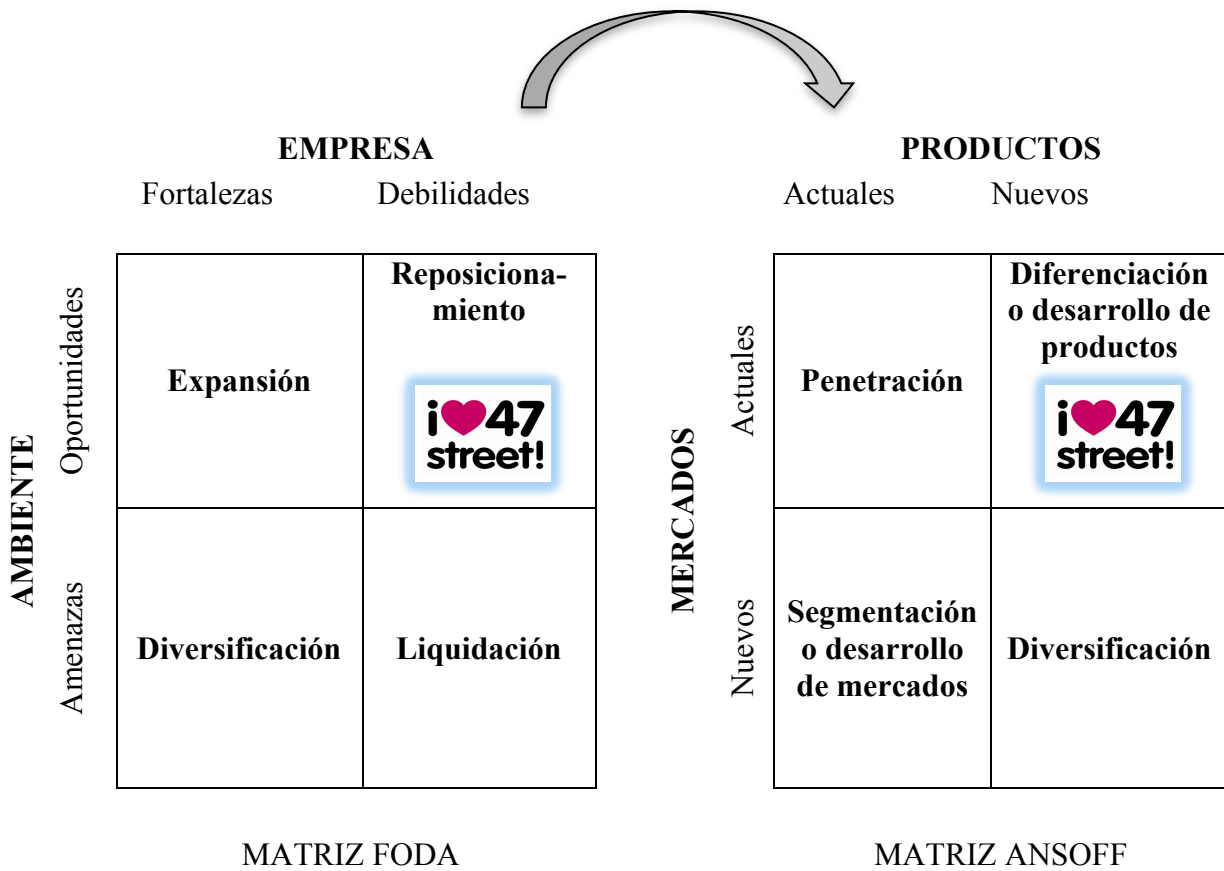 EMPRESA
Fortalezas Debilidades
AMBIENTE
Oportunidades
Amenazas
Expansión
Reposiciona-
miento
i 47
street!
Diversificación
Liquidación
MATRIZ FODA
PRODUCTOS
Actuales Nuevos
MERCADOS
Actuales
Nuevos
Penetración
Diferenciación
o desarrollo de
productos
i 47
street!
Segmentación
o desarrollo
de mercados
Diversificación
MATRIZ ANSOFF